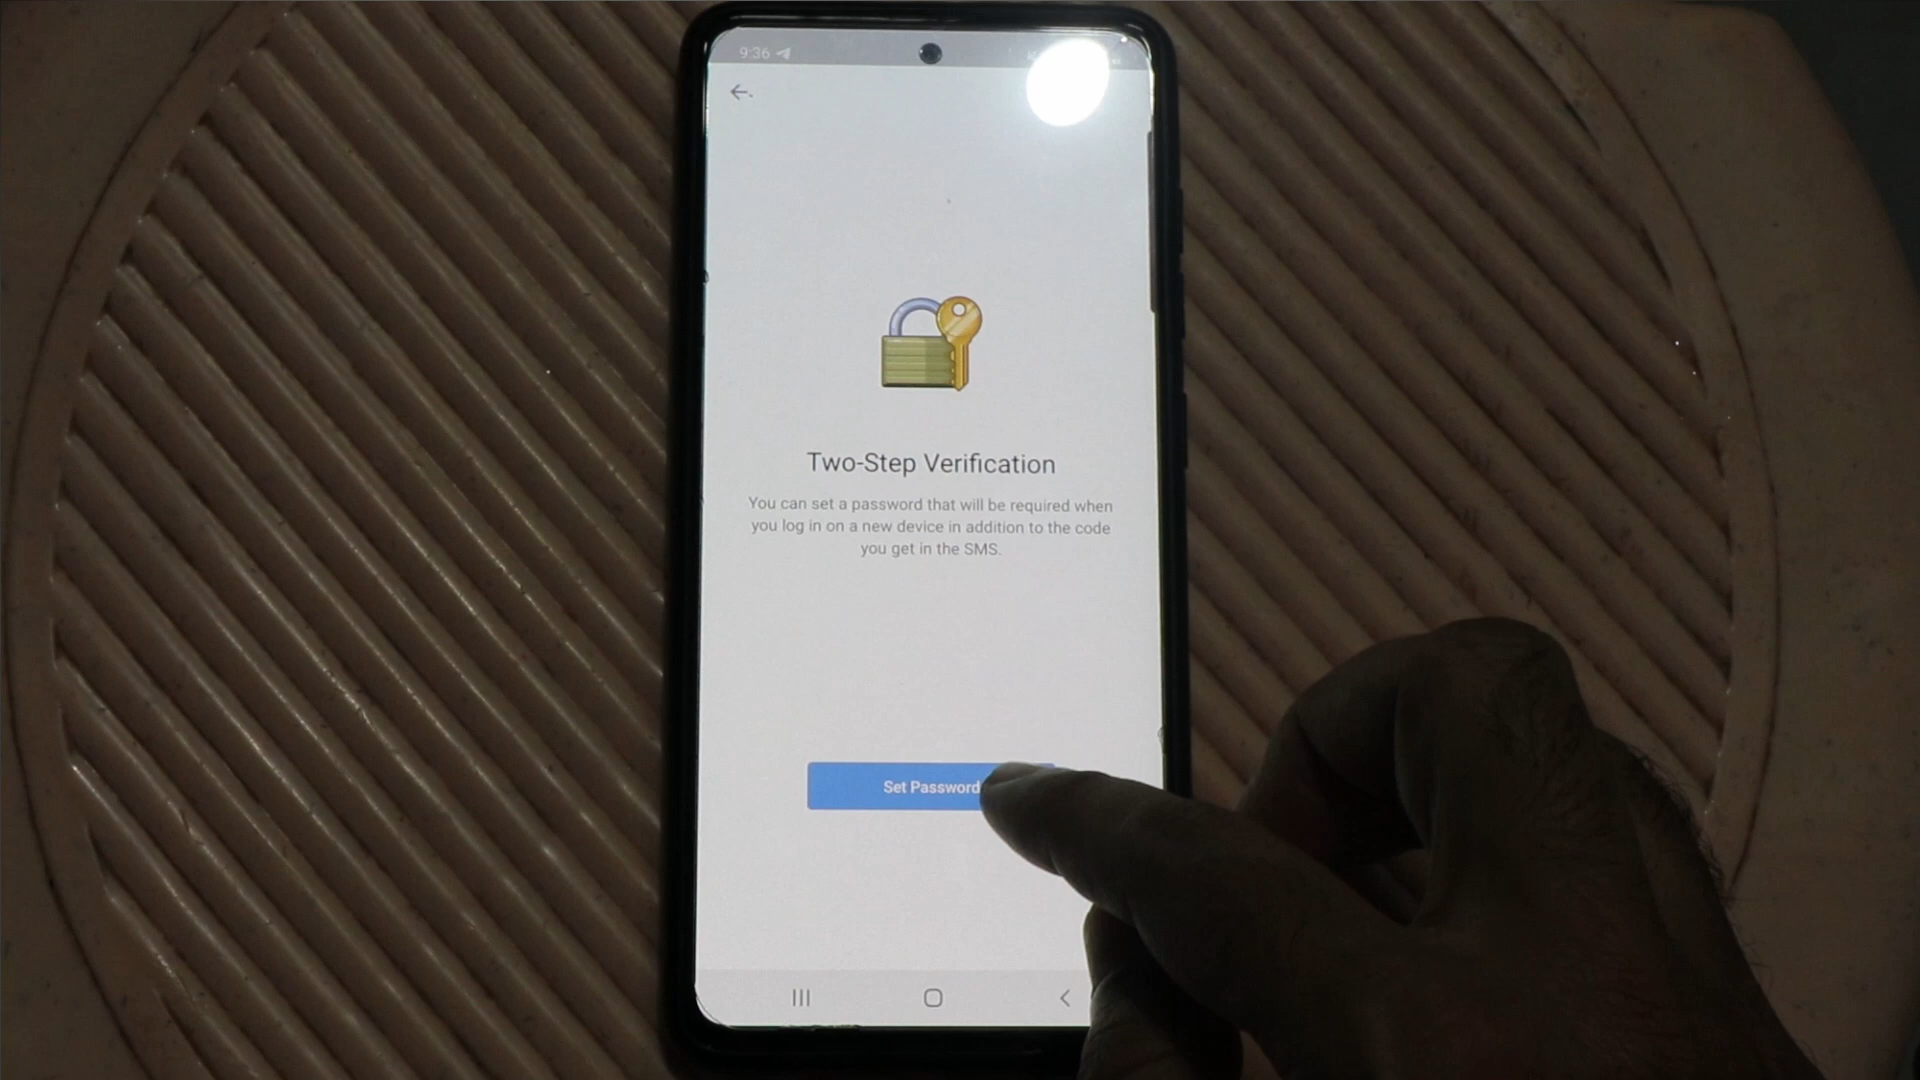 9:36
Two-Step Verification
You can set a password that will be required when
you log in on a new device in addition to the code
you get in the SMS.
Set Password